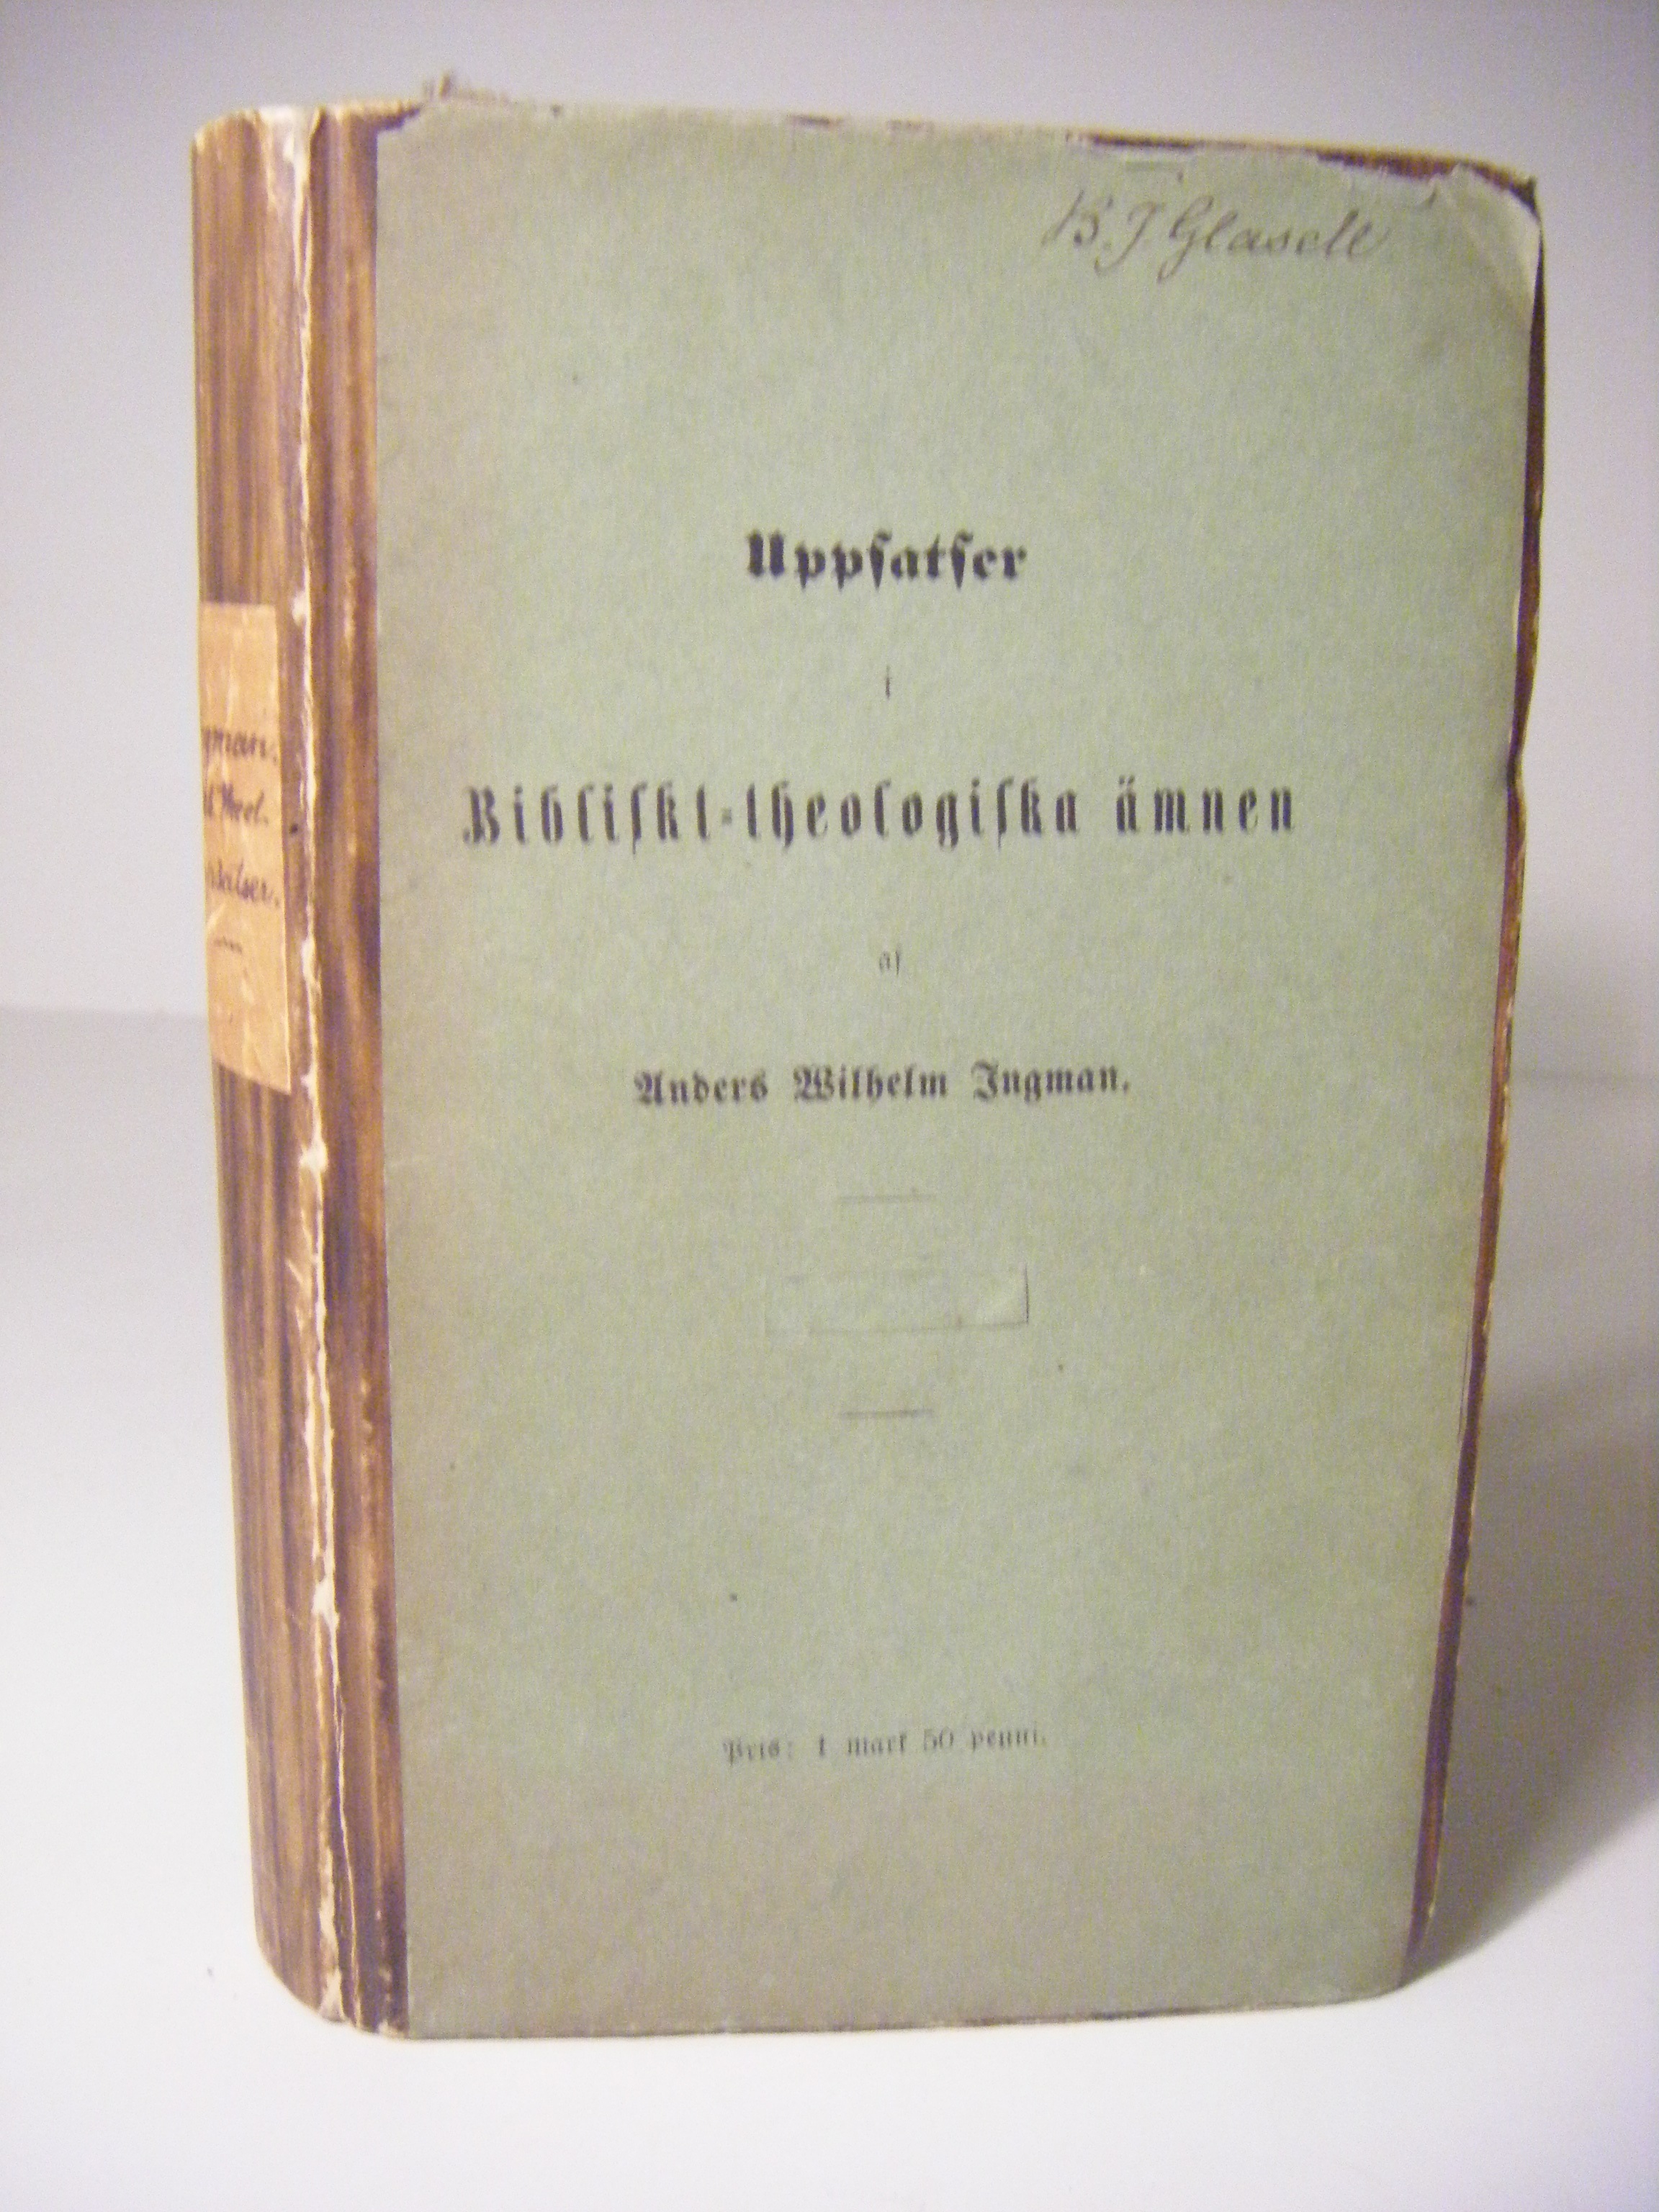 B. J Glasell
Uppsatser
i
Bibliskt-theologiska ämnen
af
Anders Wilhelm Ingman.
Pris: 1 mark 50 penni.